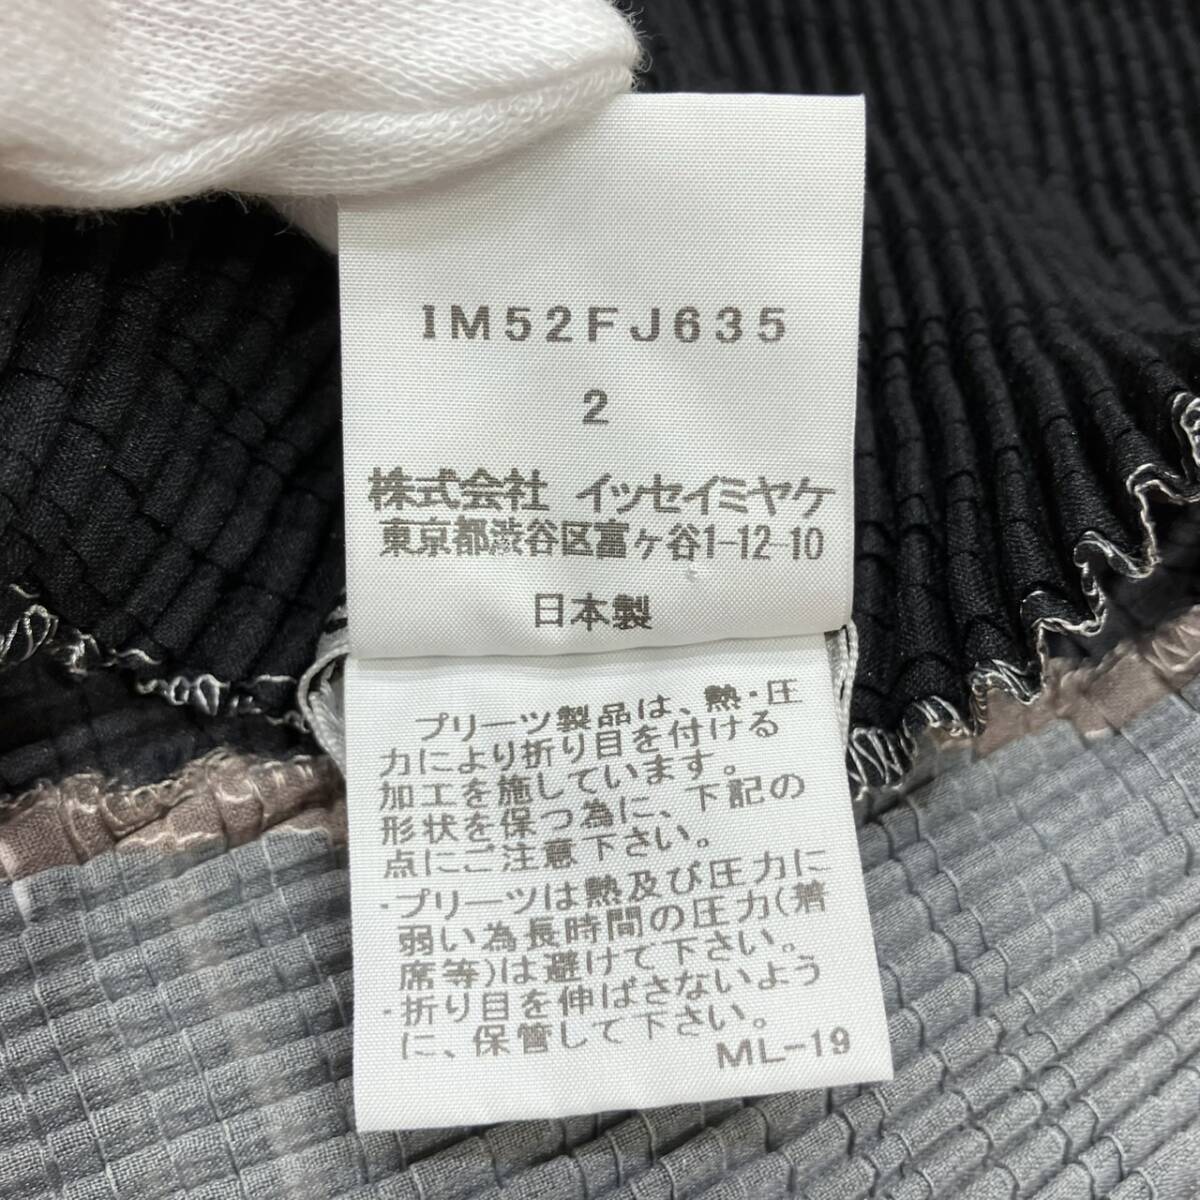 IM52FJ635
2
株式会社 イッセイミヤケ
東京都渋谷区富ヶ谷1-12-10
日本製
プリーツ製品は、熱・圧
力により折り目を付ける
加工を施しています。
形状を保つ為に、下記の
点にご注意下さい。
・プリーツは熱及び圧力に
弱い為長時間の圧力(着
席等)は避けて下さい。
・折り目を伸ばさないよう
に、保管して下さい。
ML-19